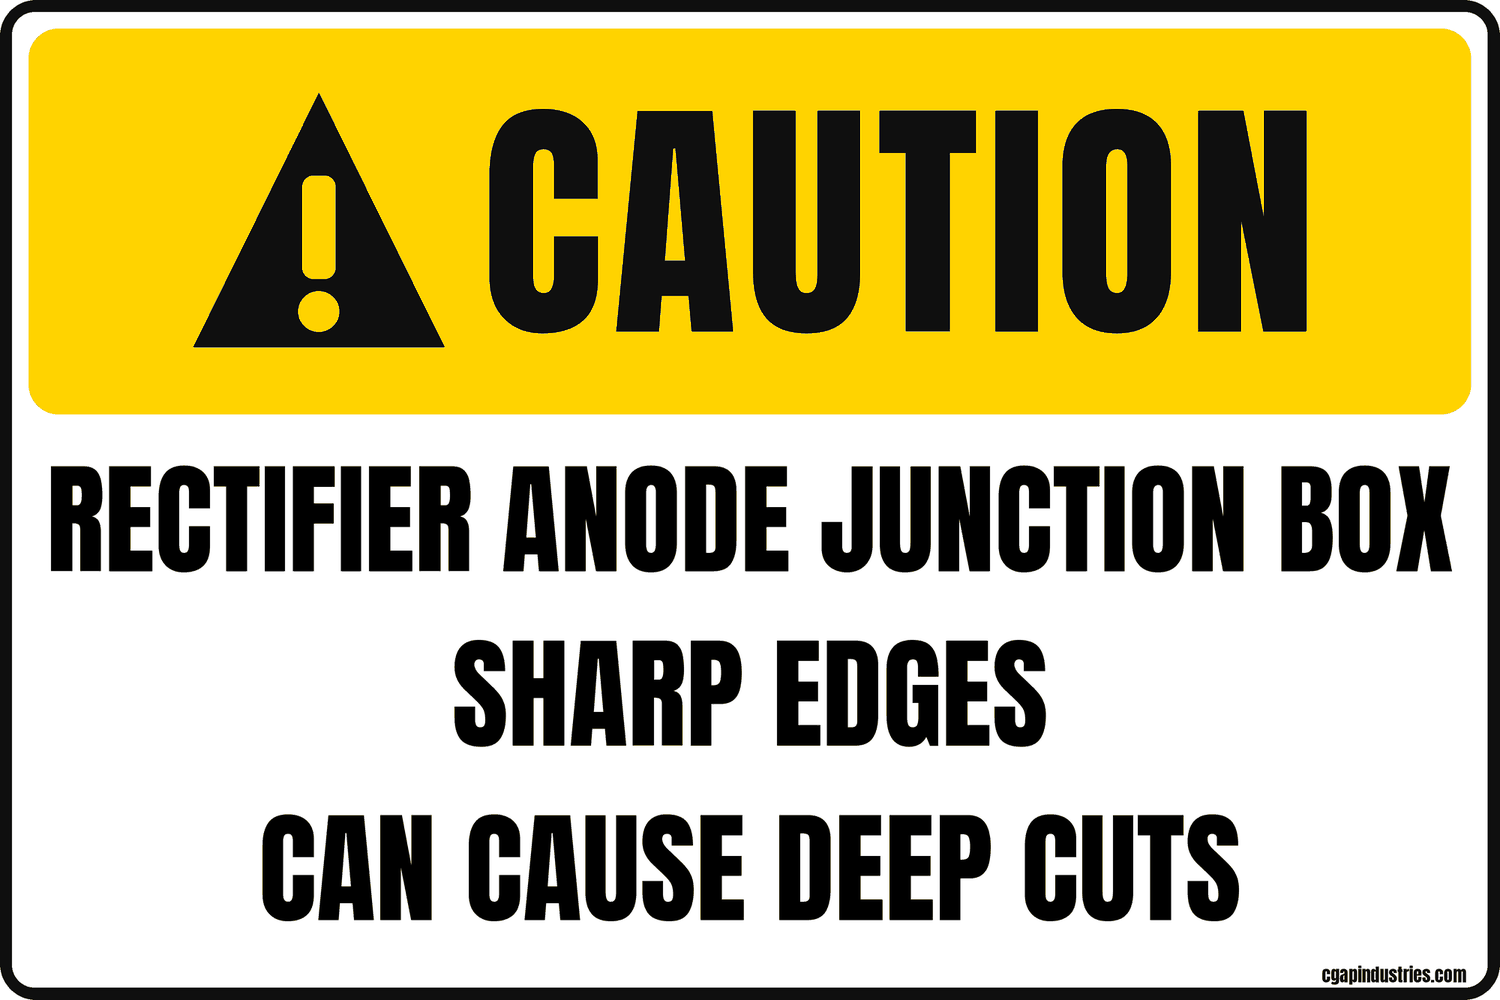 CAUTION
RECTIFIER ANODE JUNCTION BOX
SHARP EDGES
CAN CAUSE DEEP CUTS
cgapindustries.com